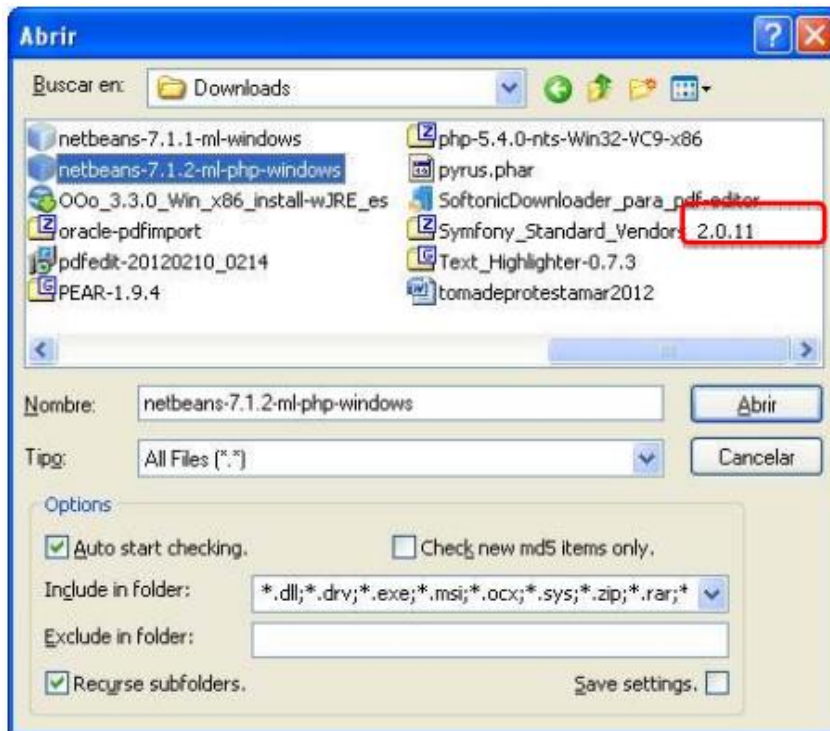 Abrir
Buscar en: Downloads
netbeans-7.1.1-ml-windows
netbeans-7.1.2-ml-php-windows
OOo_3.3.0_Win_x86_install-wJRE_es
oracle-pdfimport
pdfedit-20120210_0214
PEAR-1.9.4
php-5.4.0-nts-Win32-VC9-x86
pyrus.phar
SoftonicDownloader_para_pdf-editor
Symfony_Standard_Vendors_2.0.11
Text_Highlighter-0.7.3
tomadeprotestamar2012
Nombre: netbeans-7.1.2-ml-php-windows Abrir
Tipo: All Files (*.*) Cancelar
Options
Auto start checking. Check new md5 items only.
Include in folder: *.dll;*.drv;*.exe;*.msi;*.ocx;*.sys;*.zip;*.rar;*
Exclude in folder:
Recurse subfolders. Save settings.